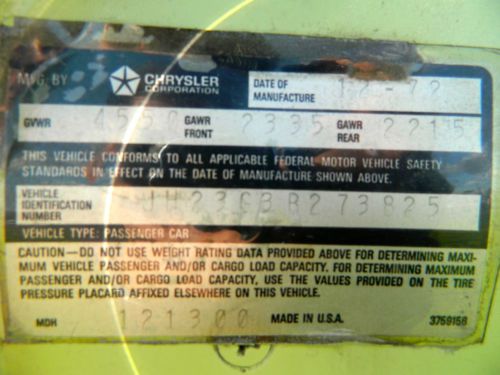 MFG. BY CHRYSLER CORPORATION DATE OF MANUFACTURE 12-72
GVWR 4550 GAWR FRONT 2335 GAWR REAR 2215
THIS VEHICLE CONFORMS TO ALL APPLICABLE FEDERAL MOTOR VEHICLE SAFETY
STANDARDS IN EFFECT ON THE DATE OF MANUFACTURE SHOWN ABOVE.
VEHICLE IDENTIFICATION NUMBER
VEHICLE TYPE: PASSENGER CAR
CAUTION—DO NOT USE WEIGHT RATING DATA PROVIDED ABOVE FOR DETERMINING MAXI-
MUM VEHICLE PASSENGER AND/OR CARGO LOAD CAPACITY. FOR DETERMINING MAXIMUM
PASSENGER AND/OR CARGO LOAD CAPACITY, USE THE VALUES PROVIDED ON THE TIRE
PRESSURE PLACARD AFFIXED ELSEWHERE ON THIS VEHICLE.
MDH 121300 MADE IN U.S.A. 3759156